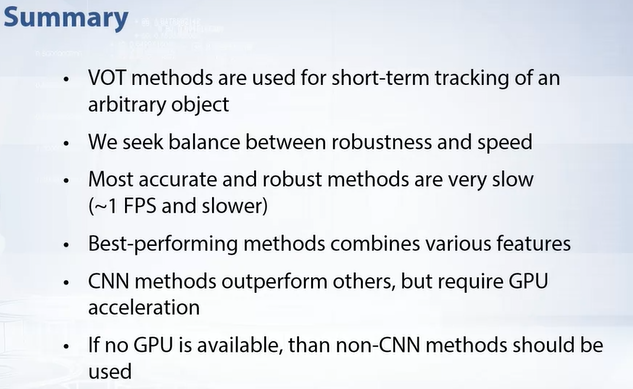 Summary
• VOT methods are used for short-term tracking of an
arbitrary object
• We seek balance between robustness and speed
• Most accurate and robust methods are very slow
(~1 FPS and slower)
• Best-performing methods combines various features
• CNN methods outperform others, but require GPU
acceleration
• If no GPU is available, than non-CNN methods should be
used